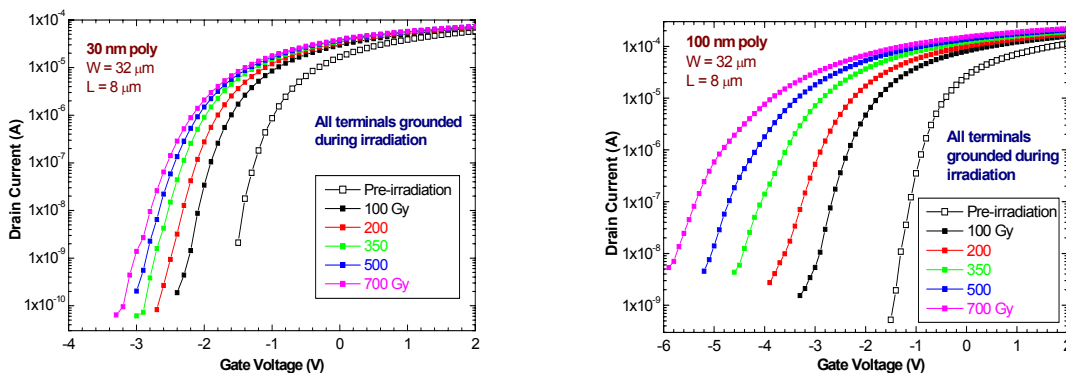 30 nm poly
W = 32 μm
L = 8 μm
All terminals grounded
during irradiation
Pre-irradiation
100 Gy
200
350
500
700 Gy
Drain Current (A)
1x10⁻⁴
1x10⁻⁵
1x10⁻⁶
1x10⁻⁷
1x10⁻⁸
1x10⁻⁹
1x10⁻¹⁰
-4 -3 -2 -1 0 1 2
Gate Voltage (V)
100 nm poly
W = 32 μm
L = 8 μm
All terminals
grounded during
irradiation
Pre-irradiation
100 Gy
200
350
500
700 Gy
Drain Current (A)
1x10⁻⁴
1x10⁻⁵
1x10⁻⁶
1x10⁻⁷
1x10⁻⁸
1x10⁻⁹
-6 -5 -4 -3 -2 -1 0 1 2
Gate Voltage (V)